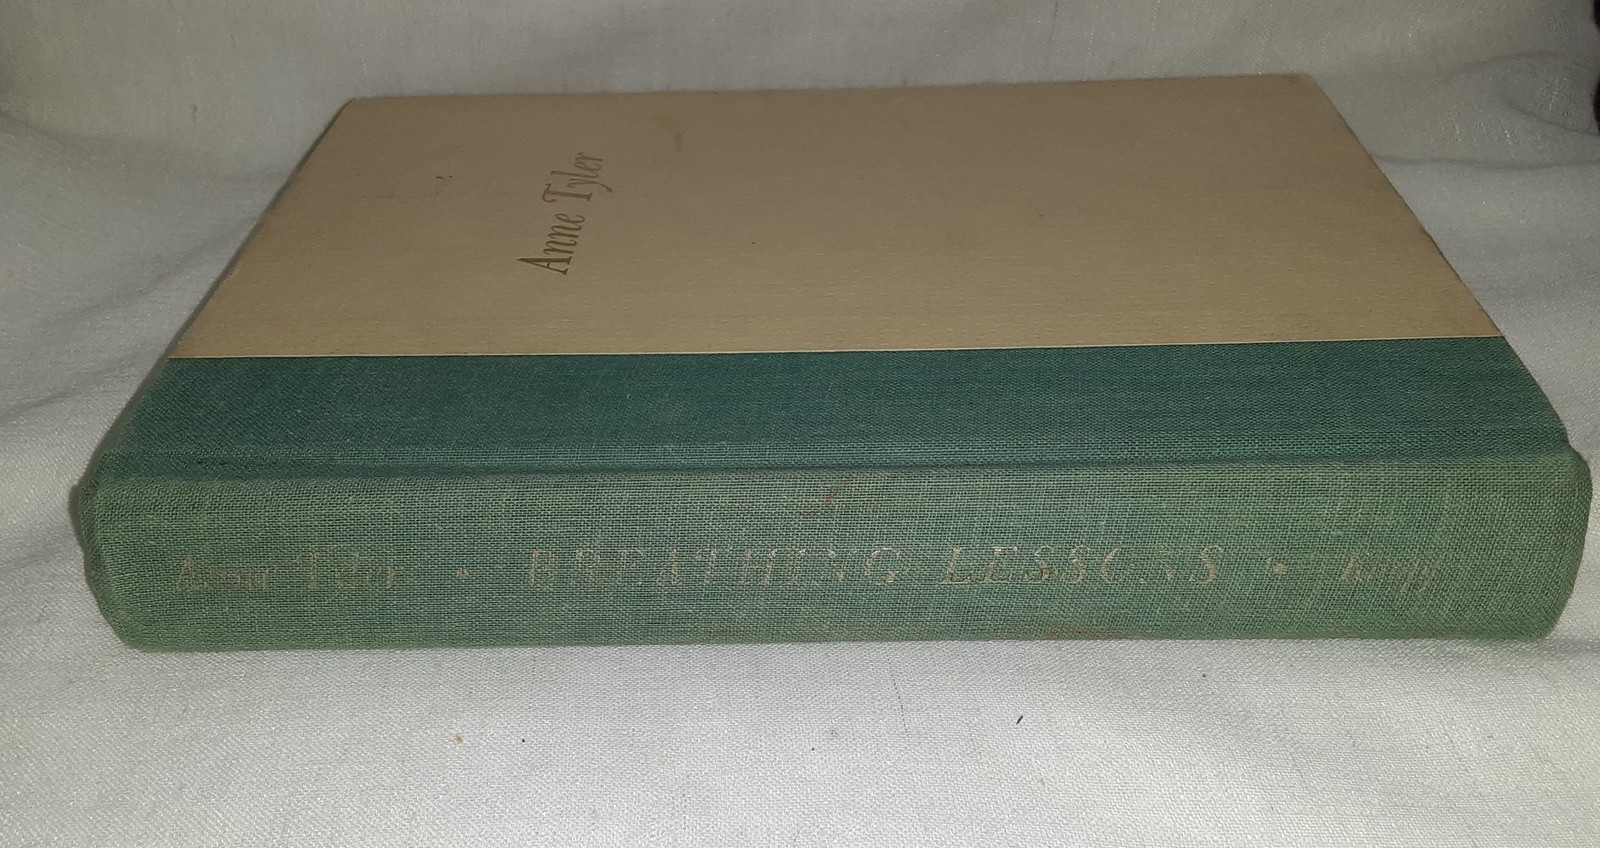 Anne Tyler
Anne Tyler • BREATHING LESSONS • Knopf